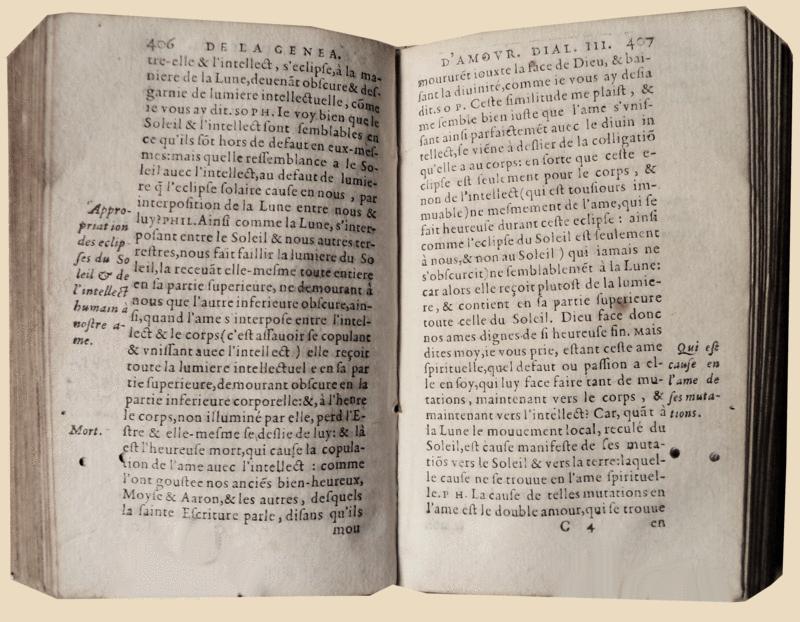 406 DE LA GENEA.
tre-elle & l'intellect, s'eclipse, à la ma-
niere de la Lune, deuenãt obscure & des-
garnie de lumiere intellectuelle, cõme
ie vous ay dit. SOPH. Ie voy bien que le
Soleil & l'intellect sont semblables en
ce qu'ils sõt hors de defaut en eux-mes-
mes: mais quelle ressemblance a le So-
leil auec l'intellect, au defaut de lumie-
re q̃ l'eclipse solaire cause en nous, par
interposition de la Lune entre nous &
luy? PHIL. Ainsi comme la Lune, s'inter-
posant entre le Soleil & nous autres ter-
restres, nous fait faillir la lumiere du So
leil, la receuãt elle-mesme toute entiere
en sa partie superieure, ne demourant à
nous que l'autre inferieure obscure, ain-
si, quand l'ame s'interpose entre l'intel-
lect & le corps (c'est assauoir se copulant
& vnissant auec l'intellect) elle reçoit
toute la lumiere intellectuel e en sa par
tie superieure, demourant obscure en la
partie inferieure corporelle: &, à l'heure
le corps, non illuminé par elle, perd l'E-
stre & elle-mesme se deslie de luy: & là
est l'heureuse mort, qui cause la copula-
tion de l'ame auec l'intellect : comme
l'ont goustee nos anciés bien-heureux,
Moyse & Aaron, & les autres, desquels
la sainte Escriture parle, disans qu'ils
mou
Appro-
priation
des eclip-
ses du So
leil & de
l'intellect
humain à
nostre a-
me.
Mort.
D'AMOVR. DIAL. III. 407
moururét iouxte la face de Dieu, & bai-
sant la diuinité, comme ie vous ay desia
dit. SOP. Ceste similitude me plaist, &
me semble bien iuste que l'ame s'vnis-
sant ainsi parfaictemét auec le diuin in
tellect, se viéne à deslier de la colligatiõ
qu'elle a au corps: en sorte que ceste e-
clipse est seulement pour le corps, &
non de l'intellect (qui est tousiours im-
muable) ne mesmement de l'ame, qui se
fait heureuse durant ceste eclipse : ainsi
comme l'eclipse du Soleil est seulement
à nous, & non au Soleil ) qui iamais ne
s'obscurcit) ne semblablemét à la Lune:
car alors elle reçoit plutost de la lumie-
re, & contient en sa partie superieure
toute celle du Soleil. Dieu face donc
nos ames dignes de si heureuse fin. Mais
dites moy, ie vous prie, estant ceste ame
spirituelle, quel defaut ou passion a el-
le en soy, qui luy face faire tant de mu-
tations, maintenant vers le corps, &
maintenant vers l'intellect? Car, quãt à
la Lune le mouuement local, reculé du
Soleil, est cause manifeste de ses muta-
tiõs vers le Soleil & vers la terre: laquel-
le cause ne se trouue en l'ame spirituel-
le. PH. La cause de telles mutations en
l'ame est le double amour, qui se trouue
C 4 en
Qui est
cause en
l'ame de
ses muta-
tions.